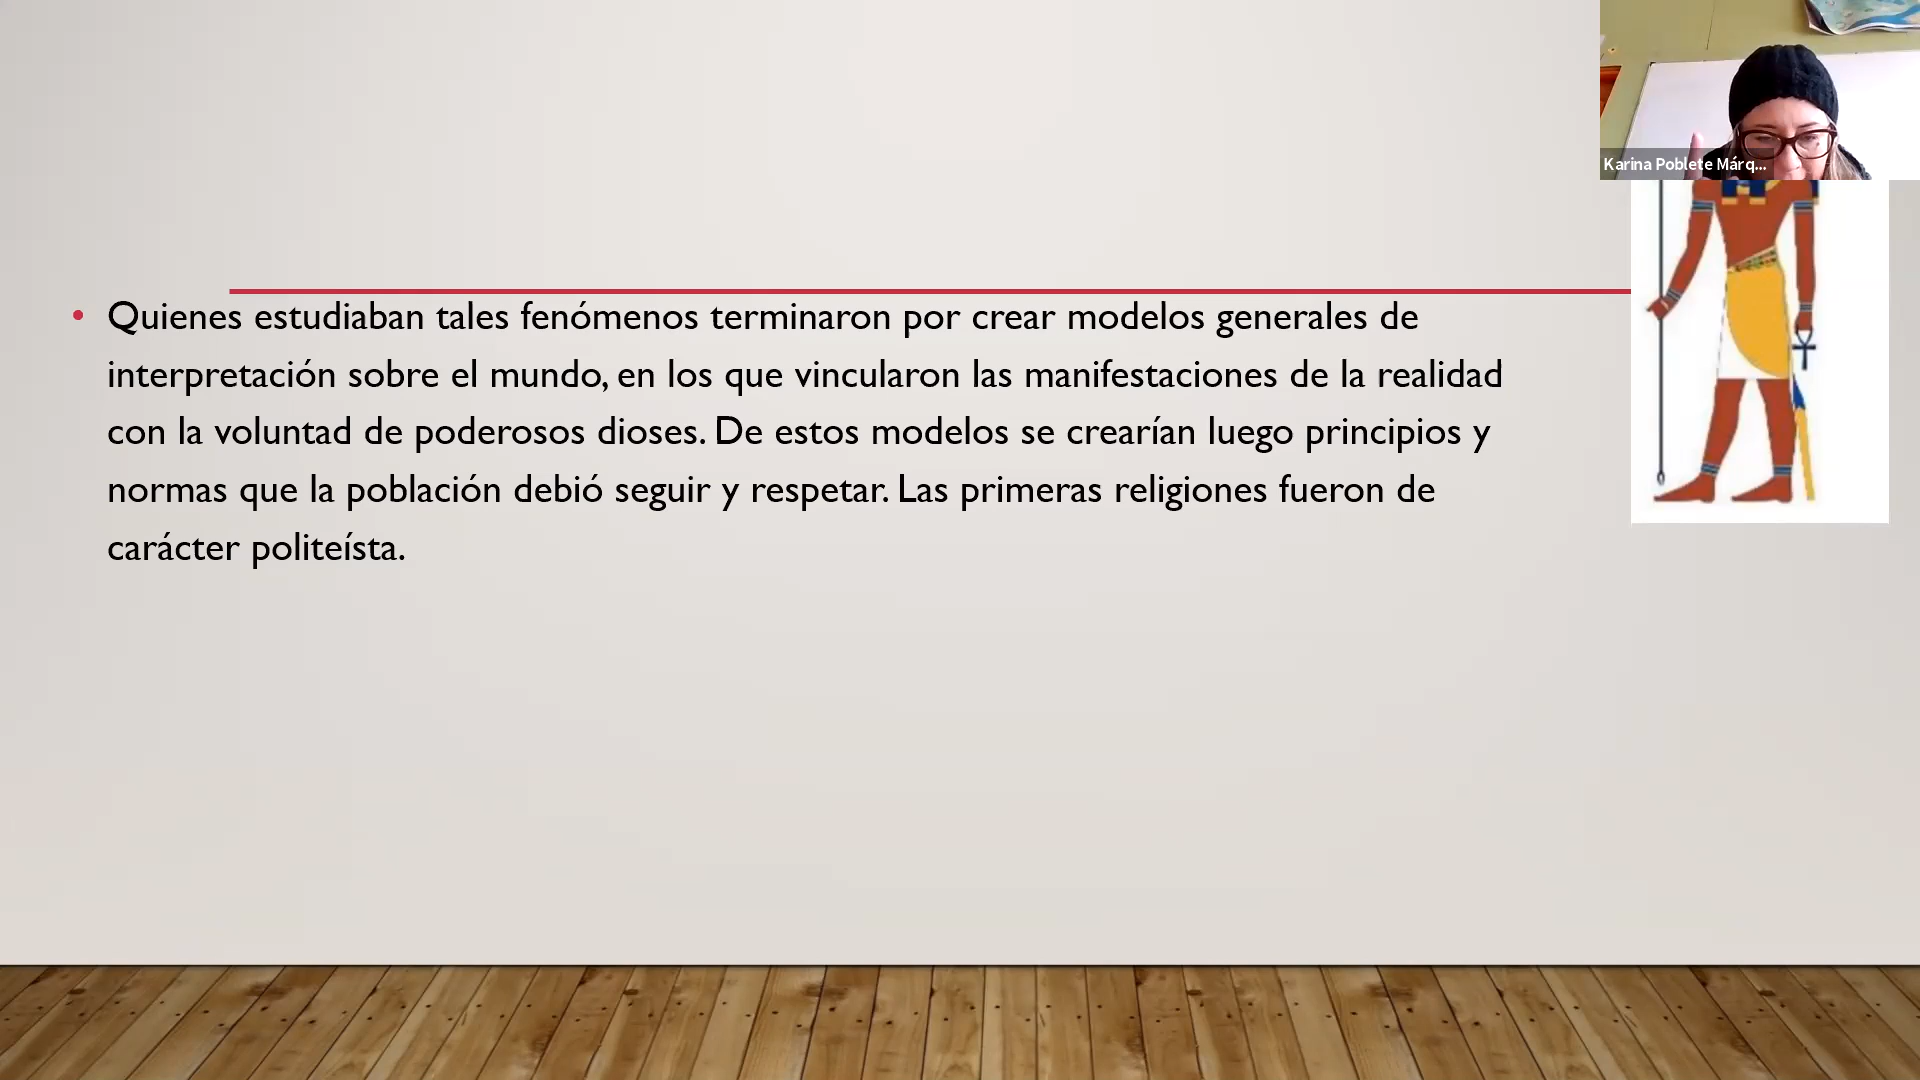 Karina Poblete Márq...
Quienes estudiaban tales fenómenos terminaron por crear modelos generales de
interpretación sobre el mundo, en los que vincularon las manifestaciones de la realidad
con la voluntad de poderosos dioses. De estos modelos se crearían luego principios y
normas que la población debió seguir y respetar. Las primeras religiones fueron de
carácter politeísta.